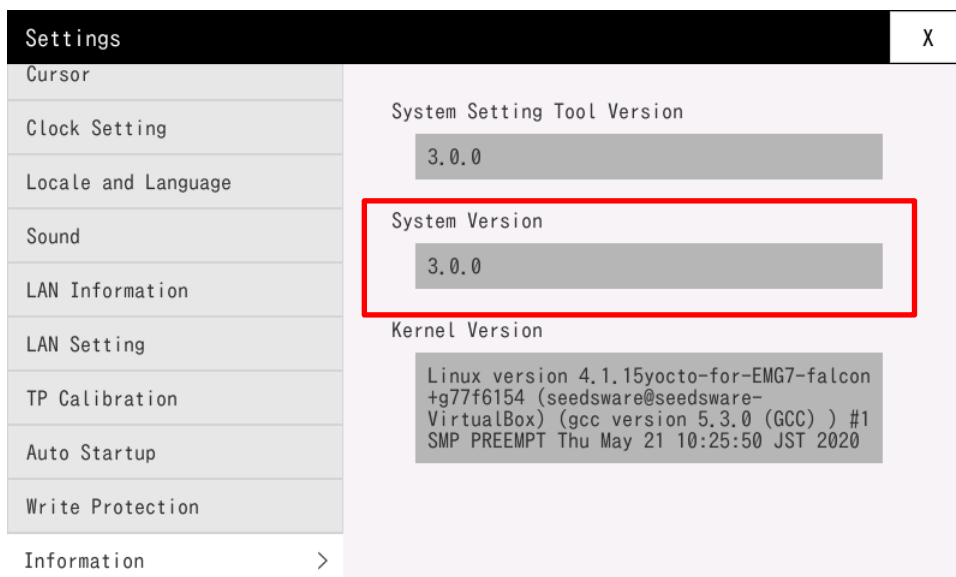 Settings
X
Cursor
Clock Setting
Locale and Language
Sound
LAN Information
LAN Setting
TP Calibration
Auto Startup
Write Protection
Information >
System Setting Tool Version
3.0.0
System Version
3.0.0
Kernel Version
Linux version 4.1.15yocto-for-EMG7-falcon
+g77f6154 (seedsware@seedsware-
VirtualBox) (gcc version 5.3.0 (GCC) ) #1
SMP PREEMPT Thu May 21 10:25:50 JST 2020